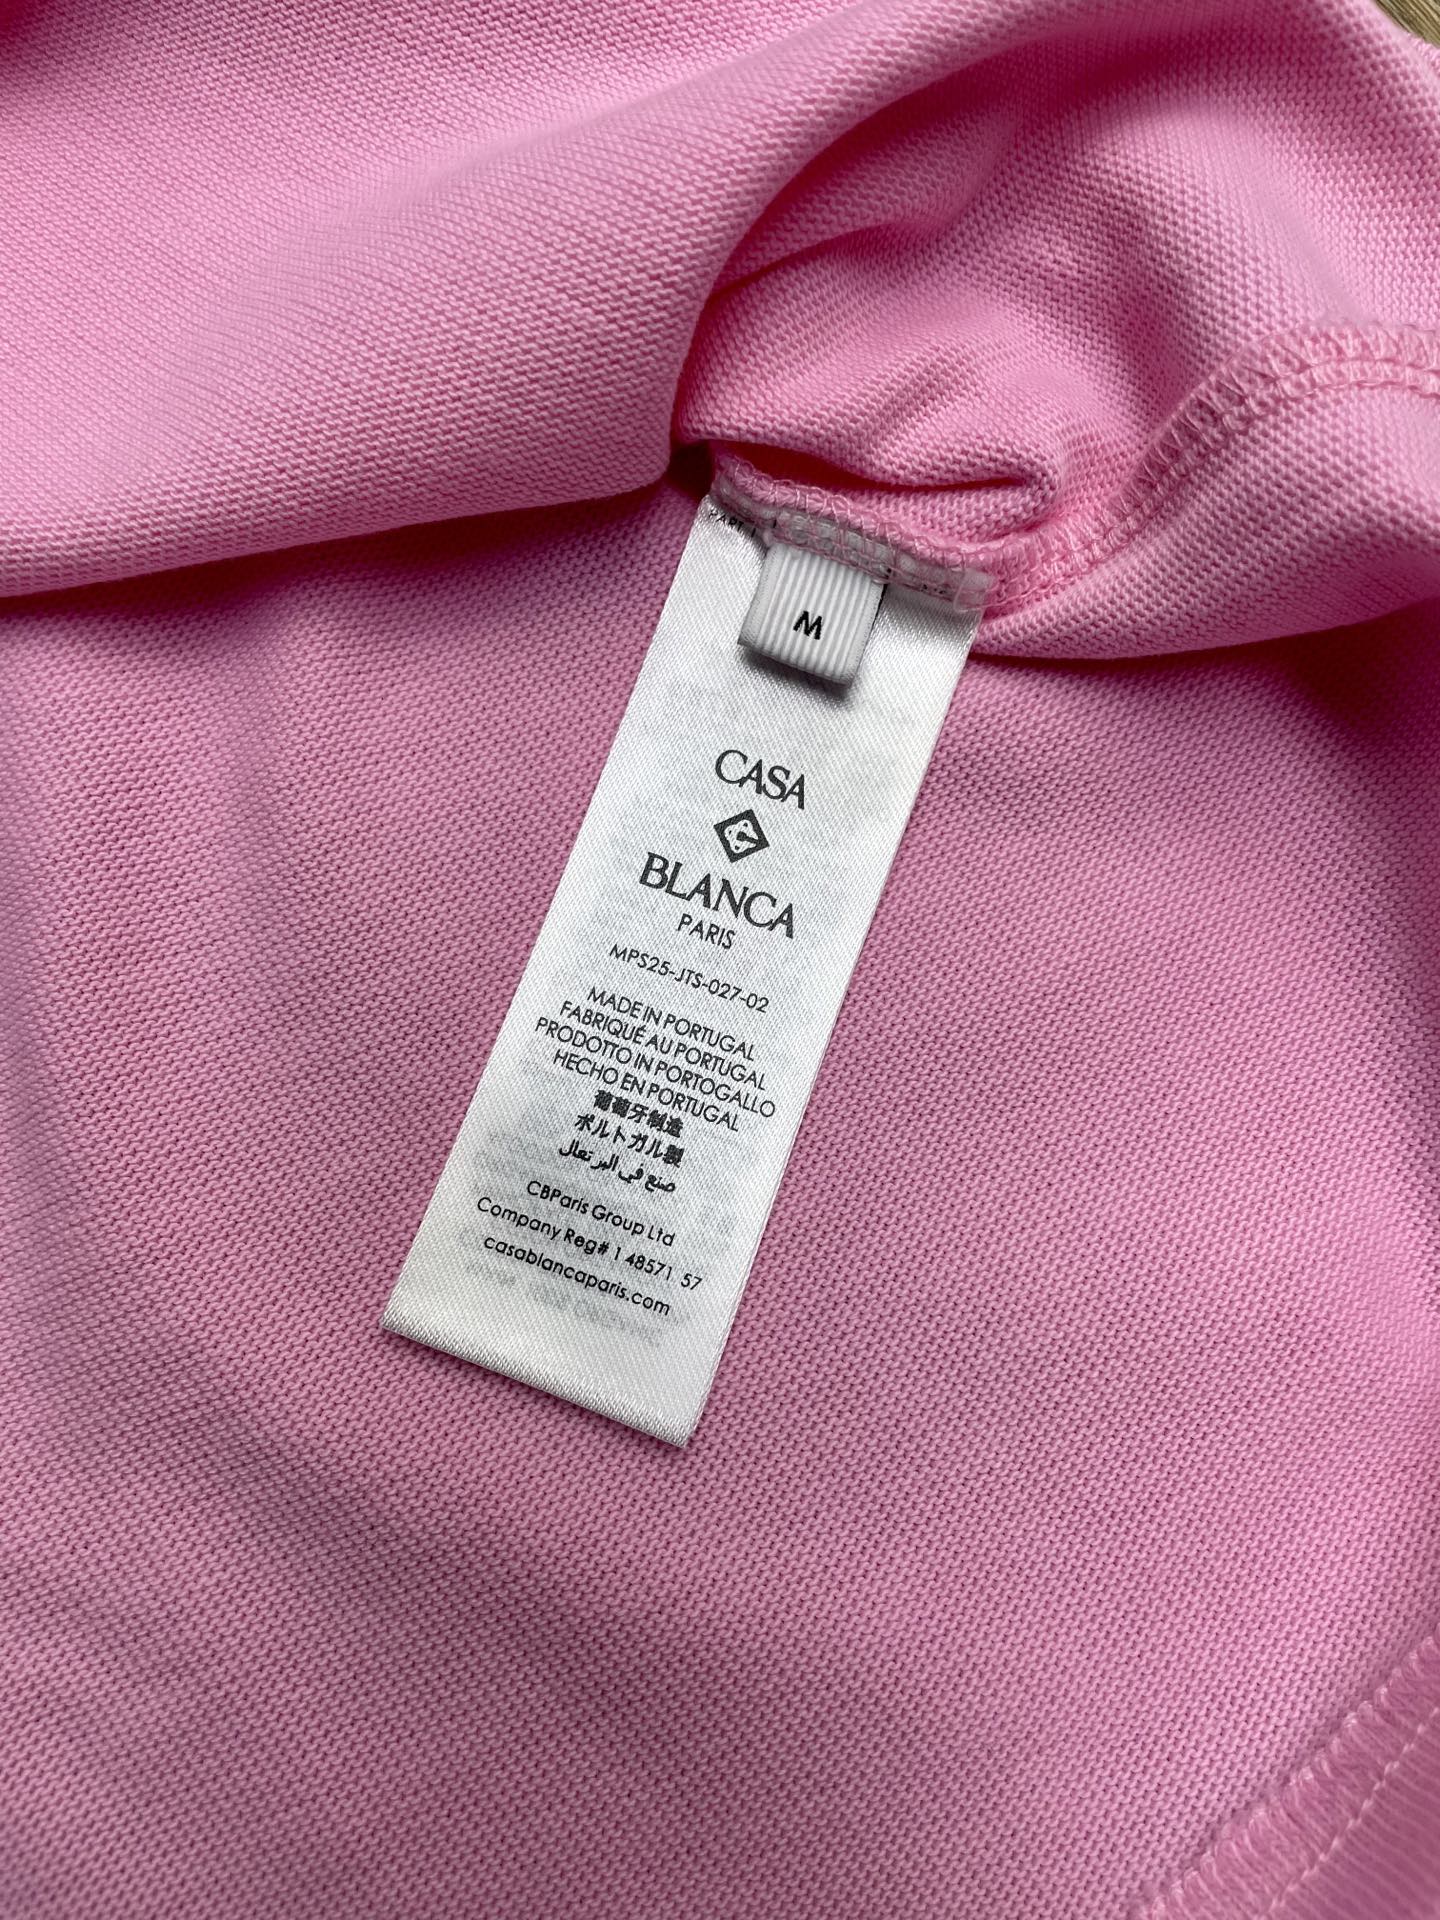 M
CASA
BLANCA
PARIS
MPS25-JTS-027-02
MADE IN PORTUGAL
FABRIQUÉ AU PORTUGAL
PRODOTTO IN PORTOGALLO
HECHO EN PORTUGAL
葡萄牙制造
ポルトガル製
صنع في البرتغال
CBParis Group Ltd
Company Reg# 1 48571 57
casablancaparis.com